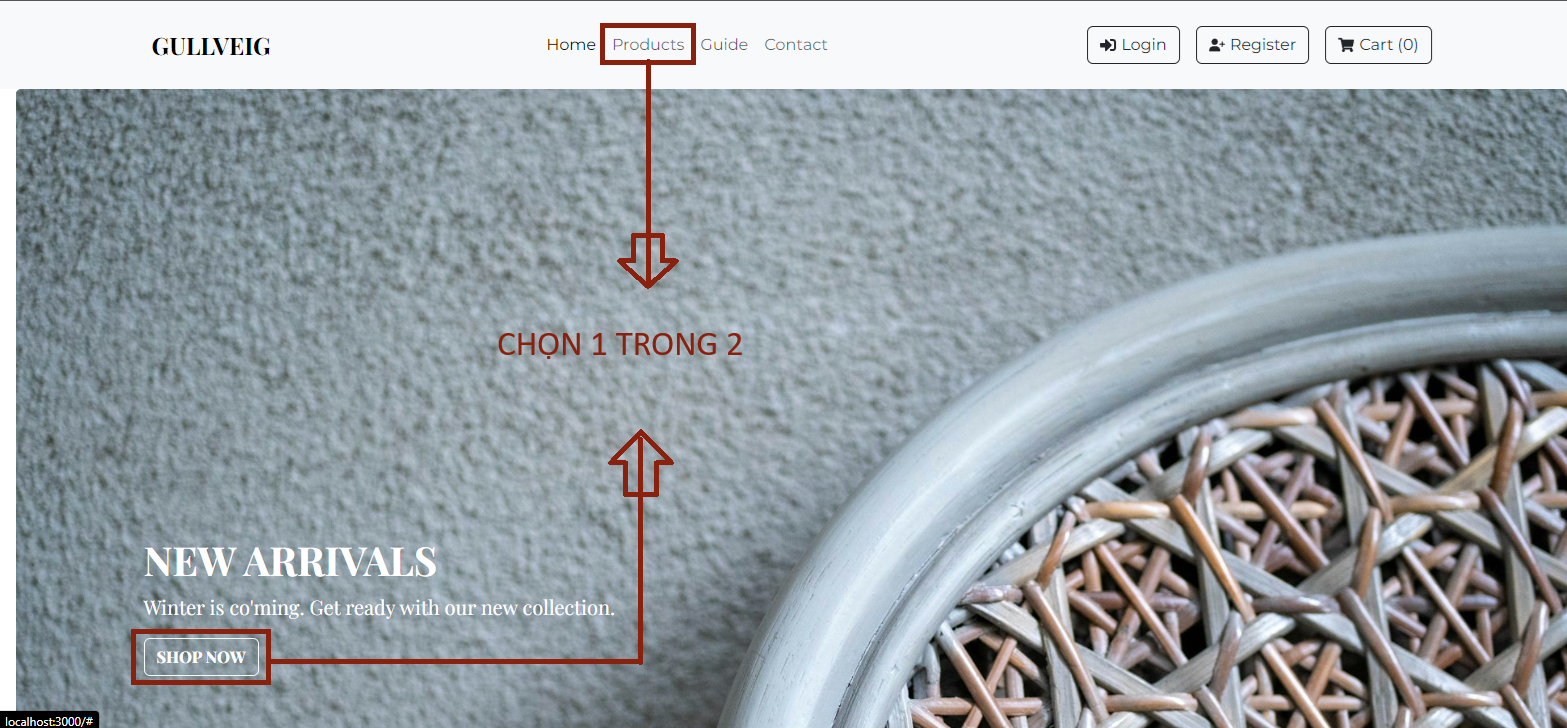 GULLVEIG
Home Products Guide Contact
Login Register Cart (0)
CHỌN 1 TRONG 2
NEW ARRIVALS
Winter is co'ming. Get ready with our new collection.
SHOP NOW
localhost:3000/#